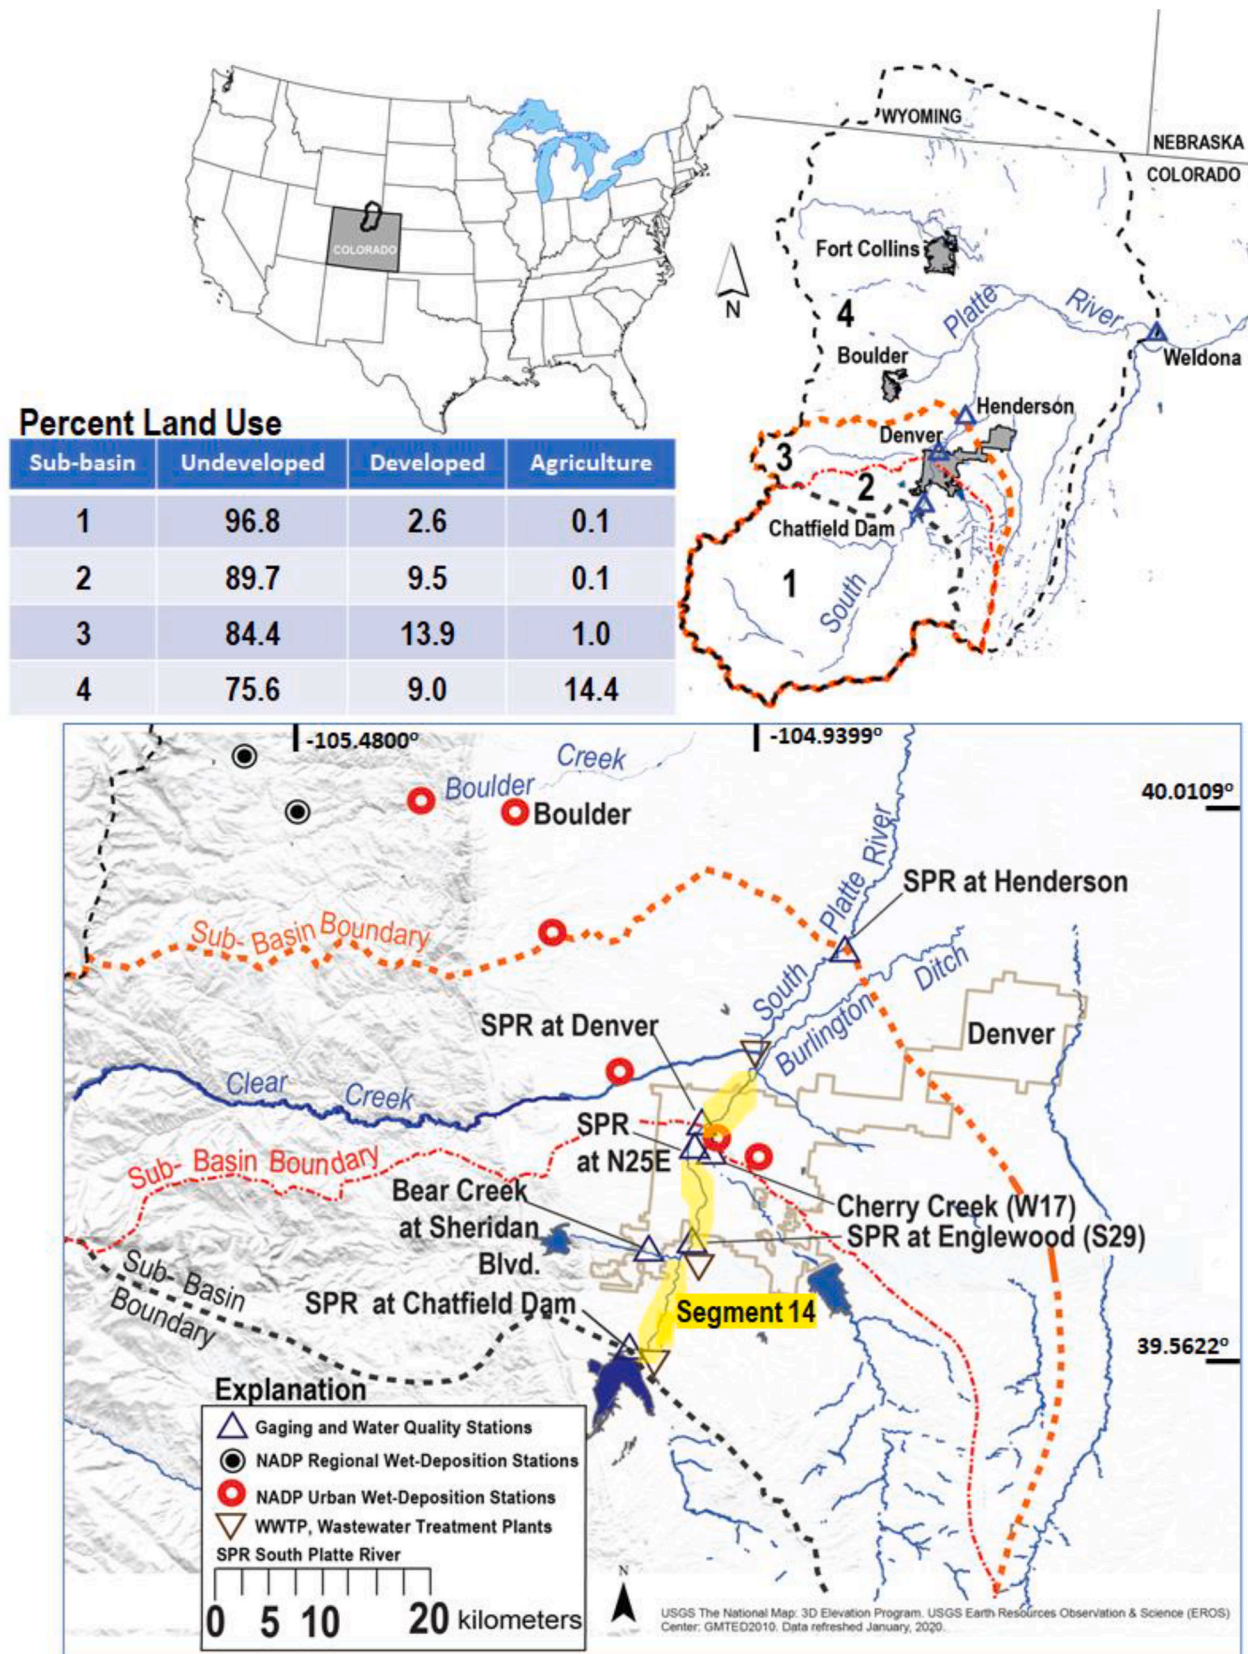 COLORADO
WYOMING
NEBRASKA
COLORADO
Fort Collins
N
4
Platte
River
Boulder
Weldona
Henderson
Denver
3
2
Chatfield Dam
1
South
Percent Land Use
Sub-basin Undeveloped Developed Agriculture
1 96.8 2.6 0.1
2 89.7 9.5 0.1
3 84.4 13.9 1.0
4 75.6 9.0 14.4
-105.4800º
-104.9399º
40.0109º
Boulder Creek
Boulder
South Platte River
SPR at Henderson
Sub- Basin Boundary
Burlington Ditch
SPR at Denver
Denver
Clear Creek
SPR
at N25E
Sub- Basin Boundary
Bear Creek
at Sheridan
Blvd.
Cherry Creek (W17)
SPR at Englewood (S29)
Sub- Basin
Boundary
SPR at Chatfield Dam
Segment 14
39.5622º
Explanation
Gaging and Water Quality Stations
NADP Regional Wet-Deposition Stations
NADP Urban Wet-Deposition Stations
WWTP, Wastewater Treatment Plants
SPR South Platte River
0 5 10 20 kilometers
N
USGS The National Map: 3D Elevation Program. USGS Earth Resources Observation & Science (EROS)
Center: GMTED2010. Data refreshed January, 2020.